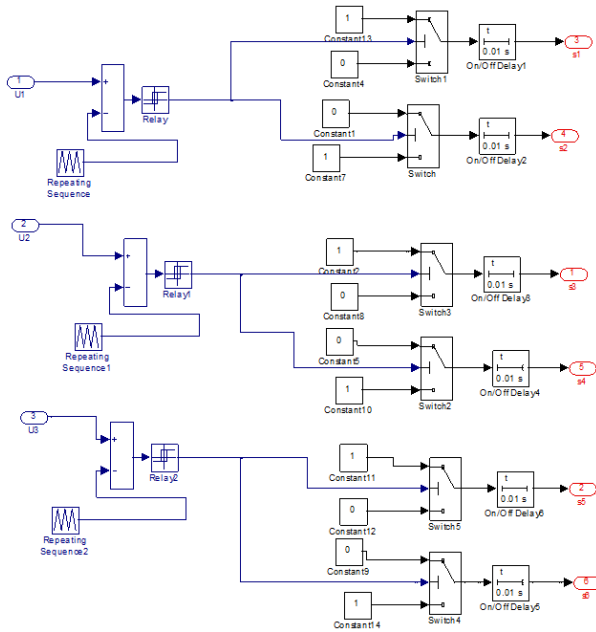 1
Constant13
t
0.01 s
On/Off Delay1
3
s1
0
Constant4
Switch1
1
U1
+
−
Relay
0
Constant1
t
0.01 s
On/Off Delay2
4
s2
1
Constant7
Switch
Repeating
Sequence
2
U2
+
−
Relay1
1
Constant2
t
0.01 s
On/Off Delay3
1
s3
0
Constant8
Switch3
0
Constant5
t
0.01 s
On/Off Delay4
5
s4
1
Constant10
Switch2
Repeating
Sequence1
3
U3
+
−
Relay2
1
Constant11
t
0.01 s
On/Off Delay6
2
s5
0
Constant12
Switch5
Repeating
Sequence2
0
Constant9
t
0.01 s
On/Off Delay5
6
s6
1
Constant14
Switch4